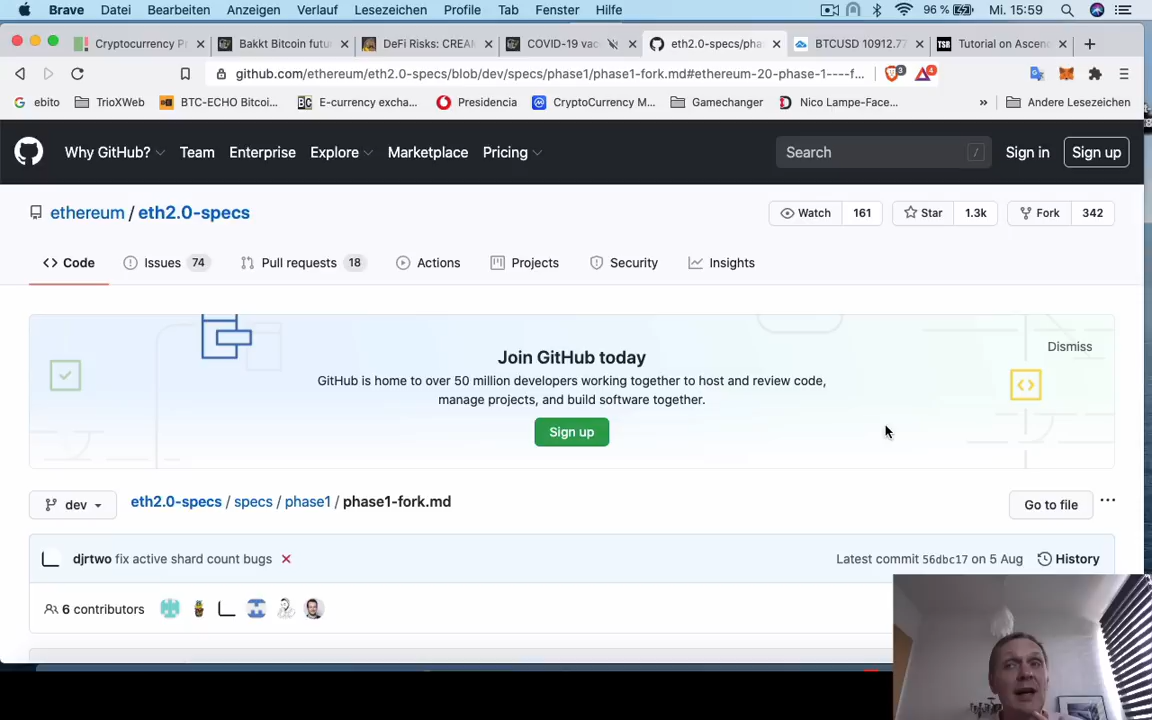 Brave Datei Bearbeiten Anzeigen Verlauf Lesezeichen Profile Tab Fenster Hilfe 96 % Mi. 15:59
Cryptocurrency Pr Bakkt Bitcoin futu DeFi Risks: CREAM COVID-19 vac eth2.0-specs/pha BTCUSD 10912.77 TSR Tutorial on Ascen
github.com/ethereum/eth2.0-specs/blob/dev/specs/phase1/phase1-fork.md#ethereum-20-phase-1----f... 3 4
ebito TrioXWeb BTC-ECHO Bitcoi... E-currency excha... Presidencia CryptoCurrency M... Gamechanger Nico Lampe-Face... » Andere Lesezeichen
Why GitHub? Team Enterprise Explore Marketplace Pricing Search / Sign in Sign up
ethereum / eth2.0-specs Watch 161 Star 1.3k Fork 342
Code Issues 74 Pull requests 18 Actions Projects Security Insights
Dismiss
Join GitHub today
GitHub is home to over 50 million developers working together to host and review code,
manage projects, and build software together.
Sign up
dev eth2.0-specs / specs / phase1 / phase1-fork.md Go to file ...
djrtwo fix active shard count bugs Latest commit 56dbc17 on 5 Aug History
6 contributors